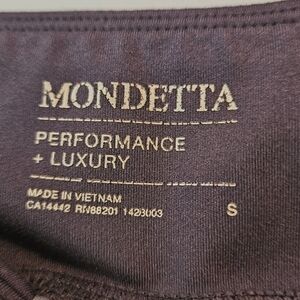 MONDETTA
PERFORMANCE
+ LUXURY
MADE IN VIETNAM
CA14442 RN88201 1428003 S